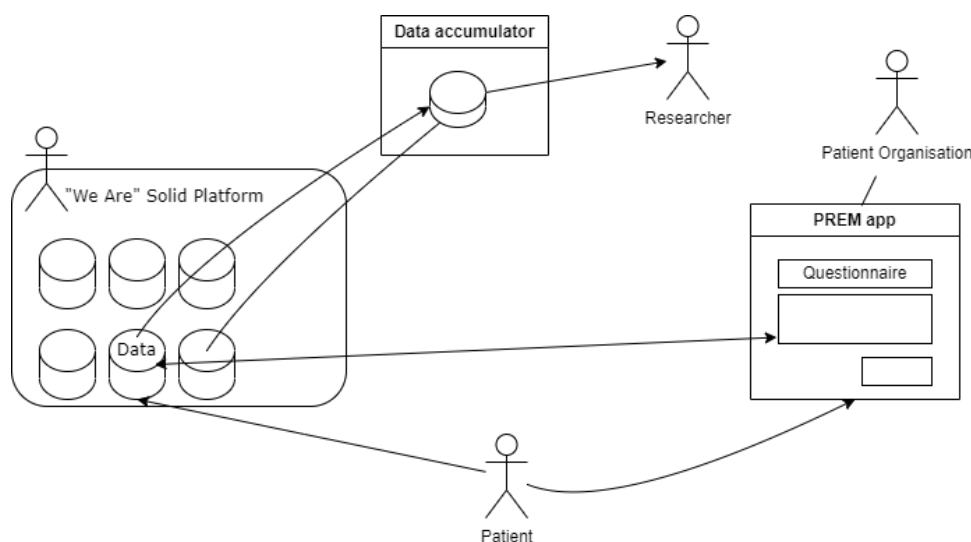 Data accumulator
Researcher
Patient Organisation
"We Are" Solid Platform
PREM app
Questionnaire
Data
Patient